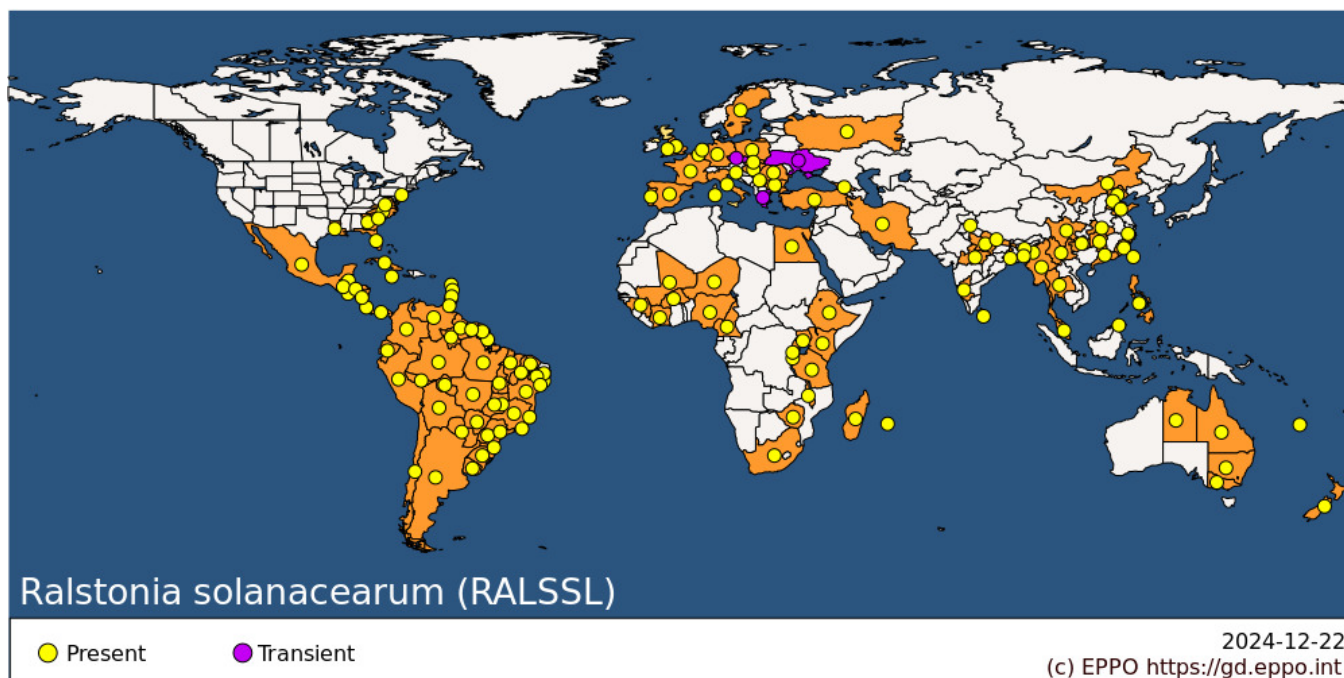 Ralstonia solanacearum (RALSSL)
Present
Transient
2024-12-22
(c) EPPO https://gd.eppo.int